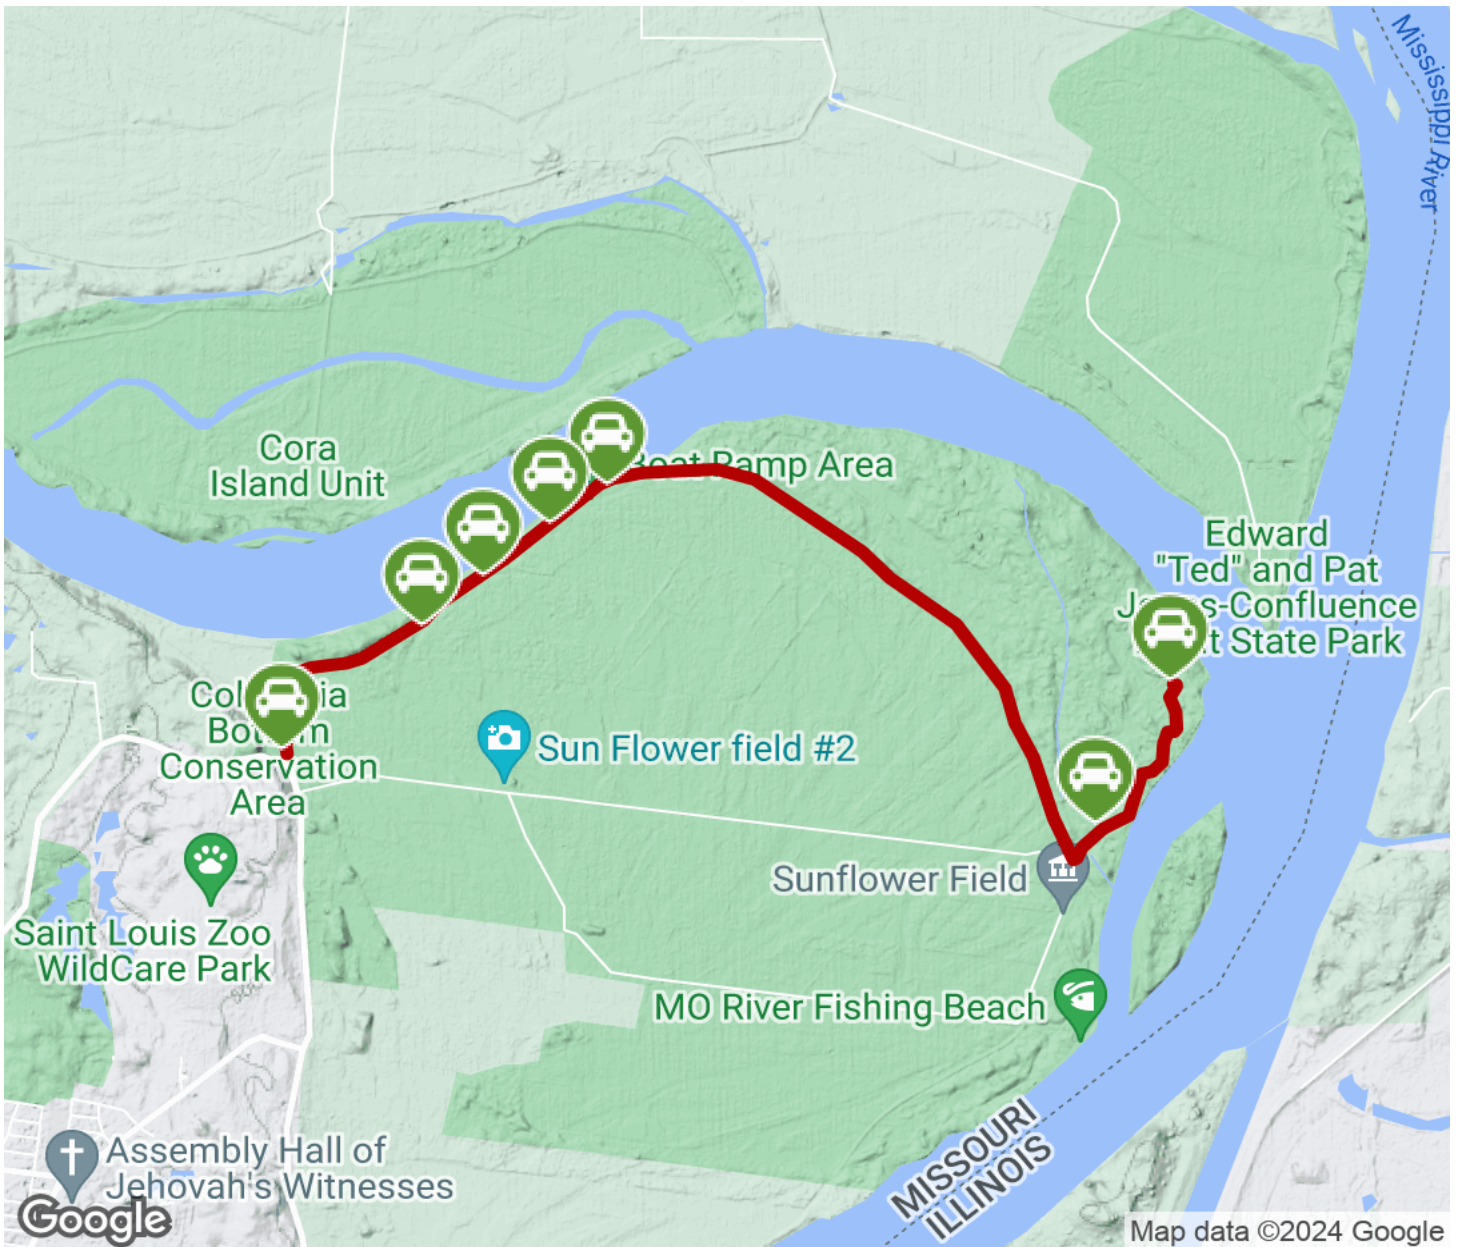 Mississippi River
Cora
Island Unit
Boat Ramp Area
Edward
"Ted" and Pat
-Confluence
State Park
Bottom
Conservation
Area
Sun Flower field #2
Sunflower Field
Saint Louis Zoo
WildCare Park
MO River Fishing Beach
MISSOURI
ILLINOIS
Assembly Hall of
Jehovah's Witnesses
Google
Map data ©2024 Google